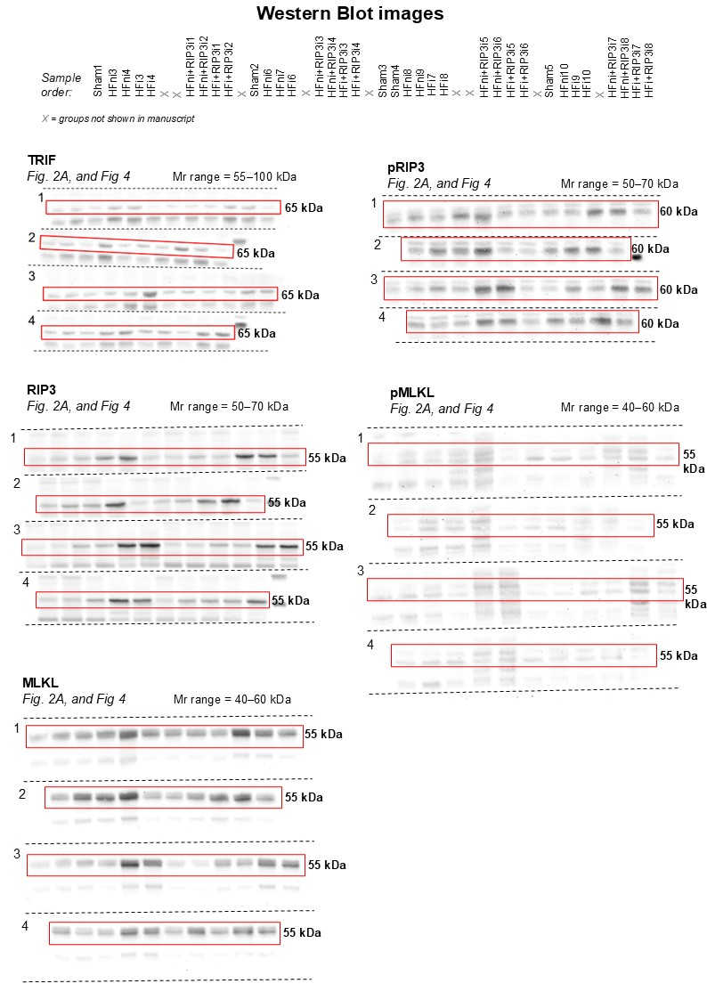 Western Blot images
Sample
order:
Sham1
HFni3
HFni4
HFi3
HFi4
X
X
HFni+RIP3i1
HFni+RIP3i2
HFi+RIP3i1
HFi+RIP3i2
X
Sham2
HFni6
HFni7
HFi6
X
HFni+RIP3i3
HFni+RIP3i4
HFi+RIP3i3
HFi+RIP3i4
X
Sham3
Sham4
HFni8
HFni9
HFi7
HFi8
X
X
HFni+RIP3i5
HFni+RIP3i6
HFi+RIP3i5
HFi+RIP3i6
X
Sham5
HFni10
HFi9
HFi10
X
HFni+RIP3i7
HFni+RIP3i8
HFi+RIP3i7
HFi+RIP3i8
X = groups not shown in manuscript
TRIF
Fig. 2A, and Fig 4 Mr range = 55–100 kDa
1 65 kDa
2 65 kDa
3 65 kDa
4 65 kDa
pRIP3
Fig. 2A, and Fig 4 Mr range = 50–70 kDa
1 60 kDa
2 60 kDa
3 60 kDa
4 60 kDa
RIP3
Fig. 2A, and Fig 4 Mr range = 50–70 kDa
1 55 kDa
2 55 kDa
3 55 kDa
4 55 kDa
pMLKL
Fig. 2A, and Fig 4 Mr range = 40–60 kDa
1 55
kDa
2 55 kDa
3 55
kDa
4 55 kDa
MLKL
Fig. 2A, and Fig 4 Mr range = 40–60 kDa
1 55 kDa
2 55 kDa
3 55 kDa
4 55 kDa